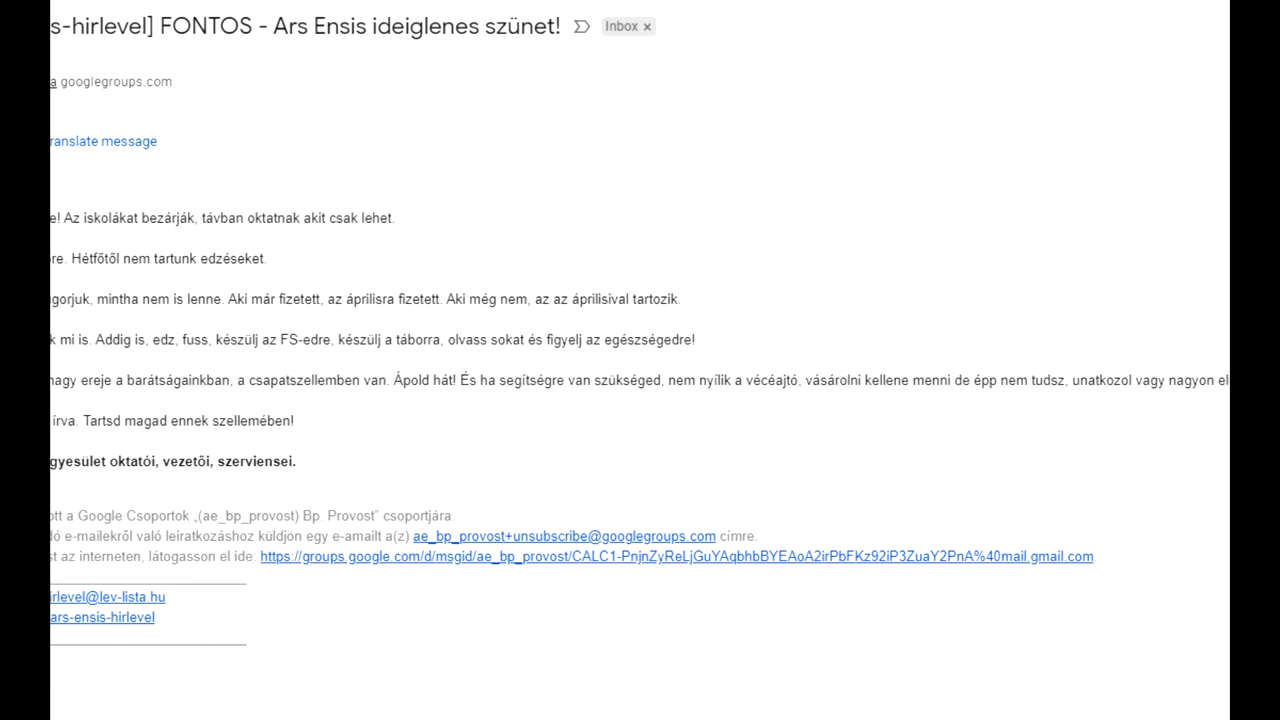 s-hirlevel] FONTOS - Ars Ensis ideiglenes szünet! Inbox ×
a googlegroups.com
ranslate message
e! Az iskolákat bezárják, távban oktatnak akit csak lehet.
re. Hétfőtől nem tartunk edzéseket.
gorjuk, mintha nem is lenne. Aki már fizetett, az áprilisra fizetett. Aki még nem, az az áprilisival tartozik.
k mi is. Addig is, edz, fuss, készülj az FS-edre, készülj a táborra, olvass sokat és figyelj az egészségedre!
nagy ereje a barátságainkban, a csapatszellemben van. Ápold hát! És ha segítségre van szükséged, nem nyílik a vécéajtó, vásárolni kellene menni de épp nem tudsz, unatkozol vagy nagyon el
írva. Tartsd magad ennek szellemében!
gyesület oktatói, vezetői, szerviensei.
ott a Google Csoportok „(ae_bp_provost) Bp. Provost” csoportjára.
dó e-mailekről való leiratkozáshoz küldjön egy e-amailt a(z) ae_bp_provost+unsubscribe@googlegroups.com címre.
st az interneten, látogasson el ide: https://groups.google.com/d/msgid/ae_bp_provost/CALC1-PnjnZyReLjGuYAqbhbBYEAoA2irPbFKz92iP3ZuaY2PnA%40mail.gmail.com.
irlevel@lev-lista.hu
ars-ensis-hirlevel